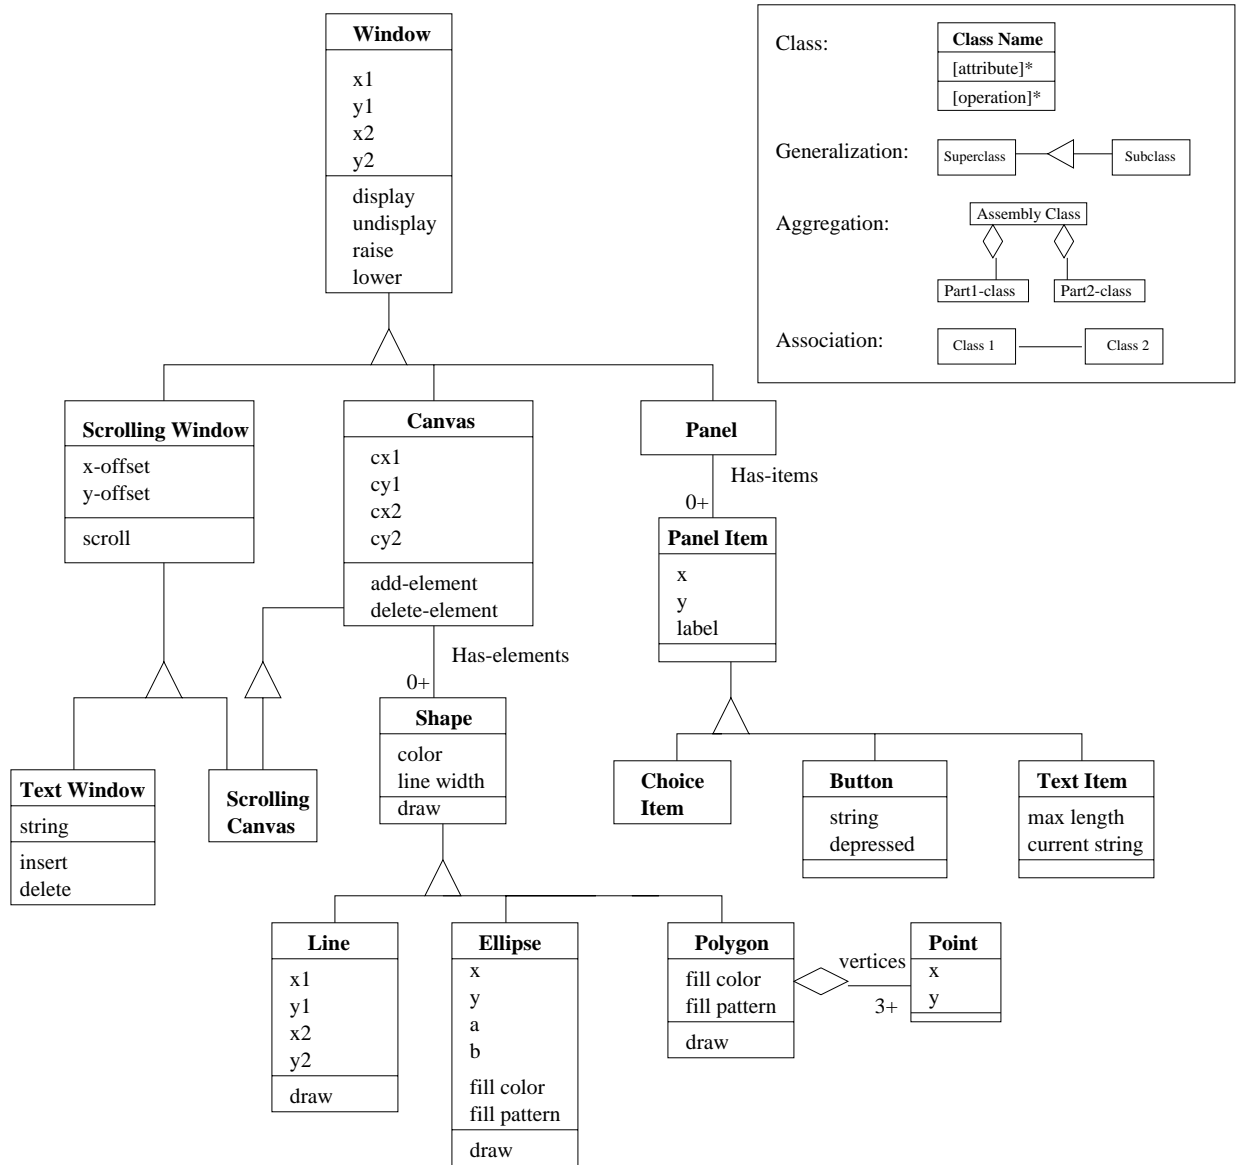 Window
x1
y1
x2
y2
display
undisplay
raise
lower
Class:
Class Name
[attribute]*
[operation]*
Generalization:
Superclass
Subclass
Aggregation:
Assembly Class
Part1-class
Part2-class
Association:
Class 1
Class 2
Scrolling Window
x-offset
y-offset
scroll
Canvas
cx1
cy1
cx2
cy2
add-element
delete-element
Panel
Has-items
0+
Panel Item
x
y
label
Has-elements
0+
Shape
color
line width
draw
Text Window
string
insert
delete
Scrolling
Canvas
Choice
Item
Button
string
depressed
Text Item
max length
current string
Line
x1
y1
x2
y2
draw
Ellipse
x
y
a
b
fill color
fill pattern
draw
Polygon
fill color
fill pattern
draw
vertices
3+
Point
x
y